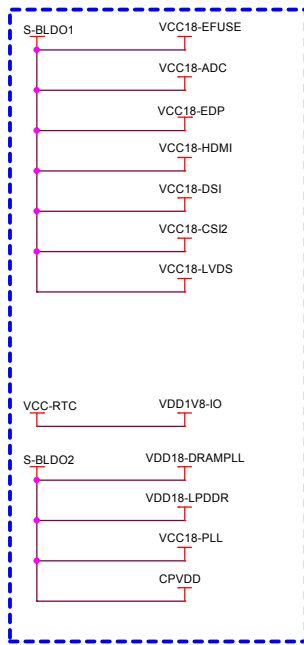 S-BLDO1
VCC18-EFUSE
VCC18-ADC
VCC18-EDP
VCC18-HDMI
VCC18-DSI
VCC18-CSI2
VCC18-LVDS
VCC-RTC
VDD1V8-IO
S-BLDO2
VDD18-DRAMPLL
VDD18-LPDDR
VCC18-PLL
CPVDD